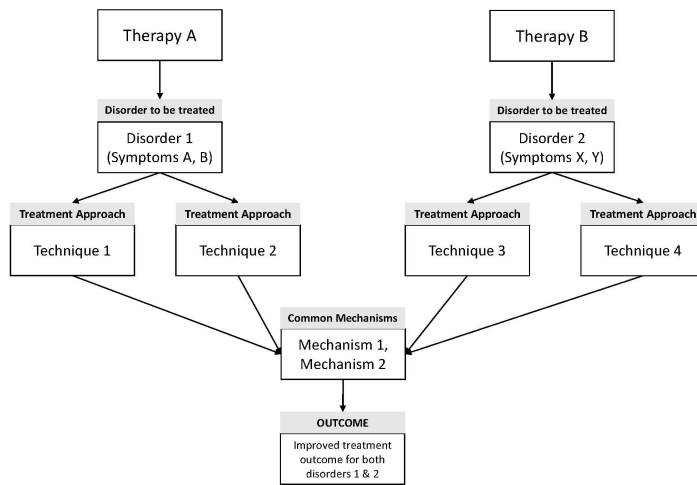 Therapy A
Therapy B
Disorder to be treated
Disorder to be treated
Disorder 1
(Symptoms A, B)
Disorder 2
(Symptoms X, Y)
Treatment Approach
Treatment Approach
Treatment Approach
Treatment Approach
Technique 1
Technique 2
Technique 3
Technique 4
Common Mechanisms
Mechanism 1,
Mechanism 2
OUTCOME
Improved treatment
outcome for both
disorders 1 & 2